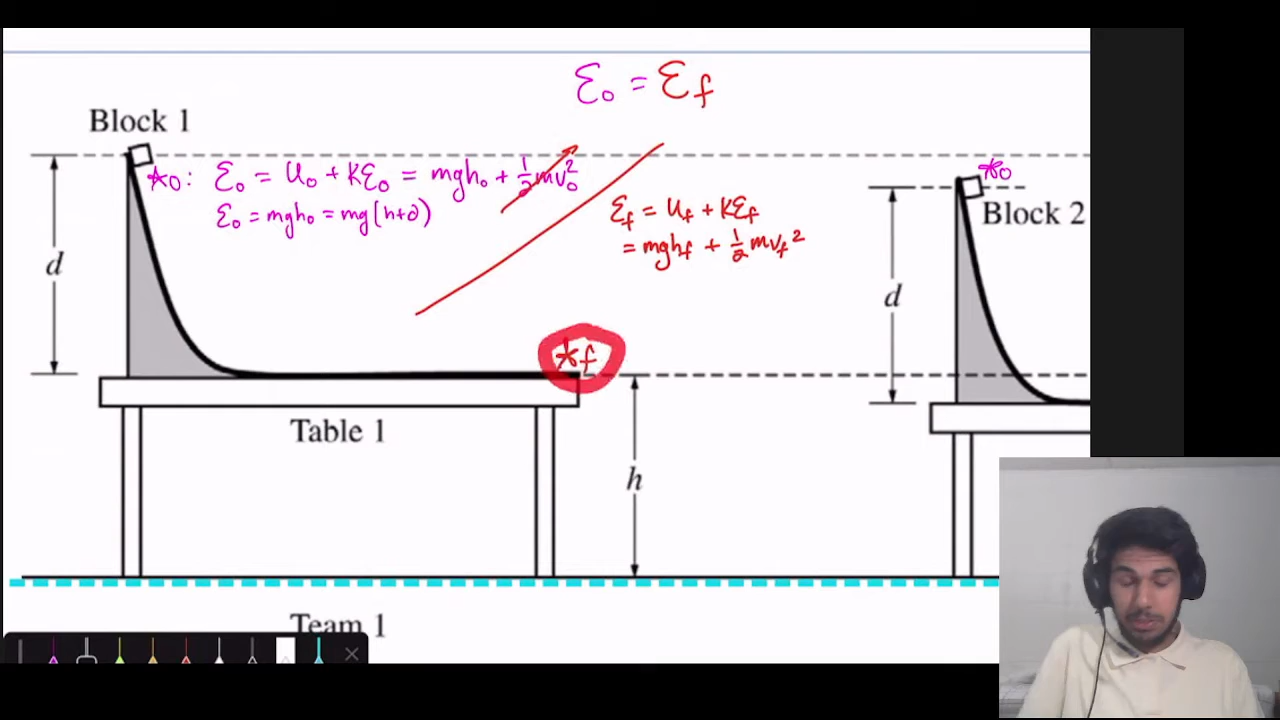 Ɛ₀ = Ɛf
Block 1
*₀: Ɛ₀ = U₀ + KƐ₀ = mgh₀ + ½mv₀²
Ɛ₀ = mgh₀ = mg(h+d)
Ɛf = Uf + KƐf
= mghf + ½mvf²
*₀
Block 2
d
d
*f
Table 1
h
Team 1